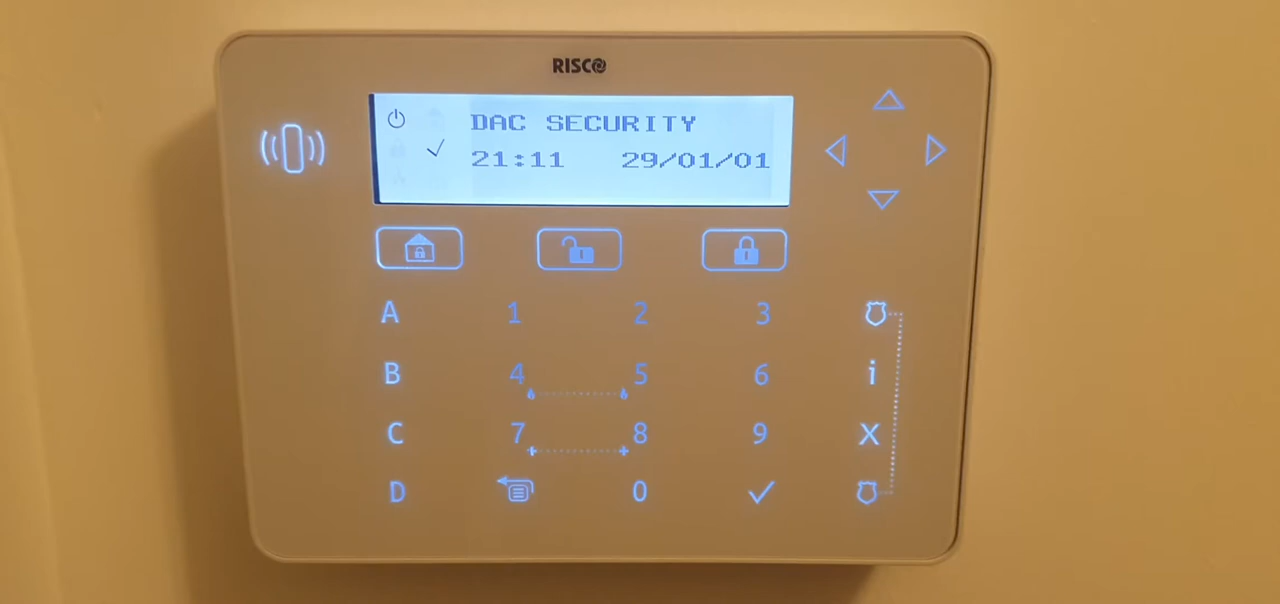 RISCO
DAC SECURITY
21:11 29/01/01
A 1 2 3
B 4 5 6 i
C 7 8 9 X
D 0